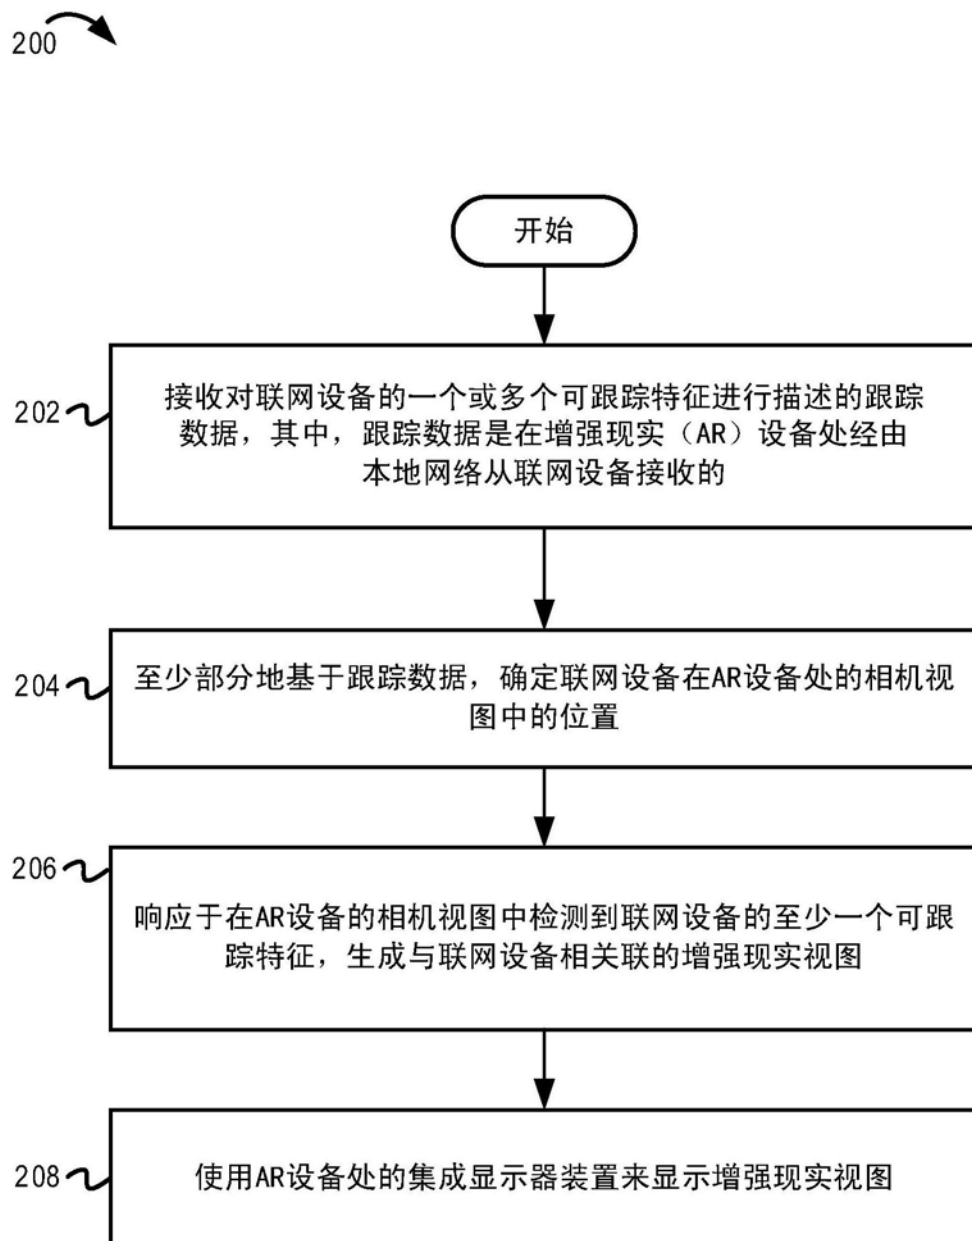 200
开始
202
接收对联网设备的一个或多个可跟踪特征进行描述的跟踪
数据，其中，跟踪数据是在增强现实（AR）设备处经由
本地网络从联网设备接收的
204
至少部分地基于跟踪数据，确定联网设备在AR设备处的相机视
图中的位置
206
响应于在AR设备的相机视图中检测到联网设备的至少一个可跟
踪特征，生成与联网设备相关联的增强现实视图
208
使用AR设备处的集成显示器装置来显示增强现实视图